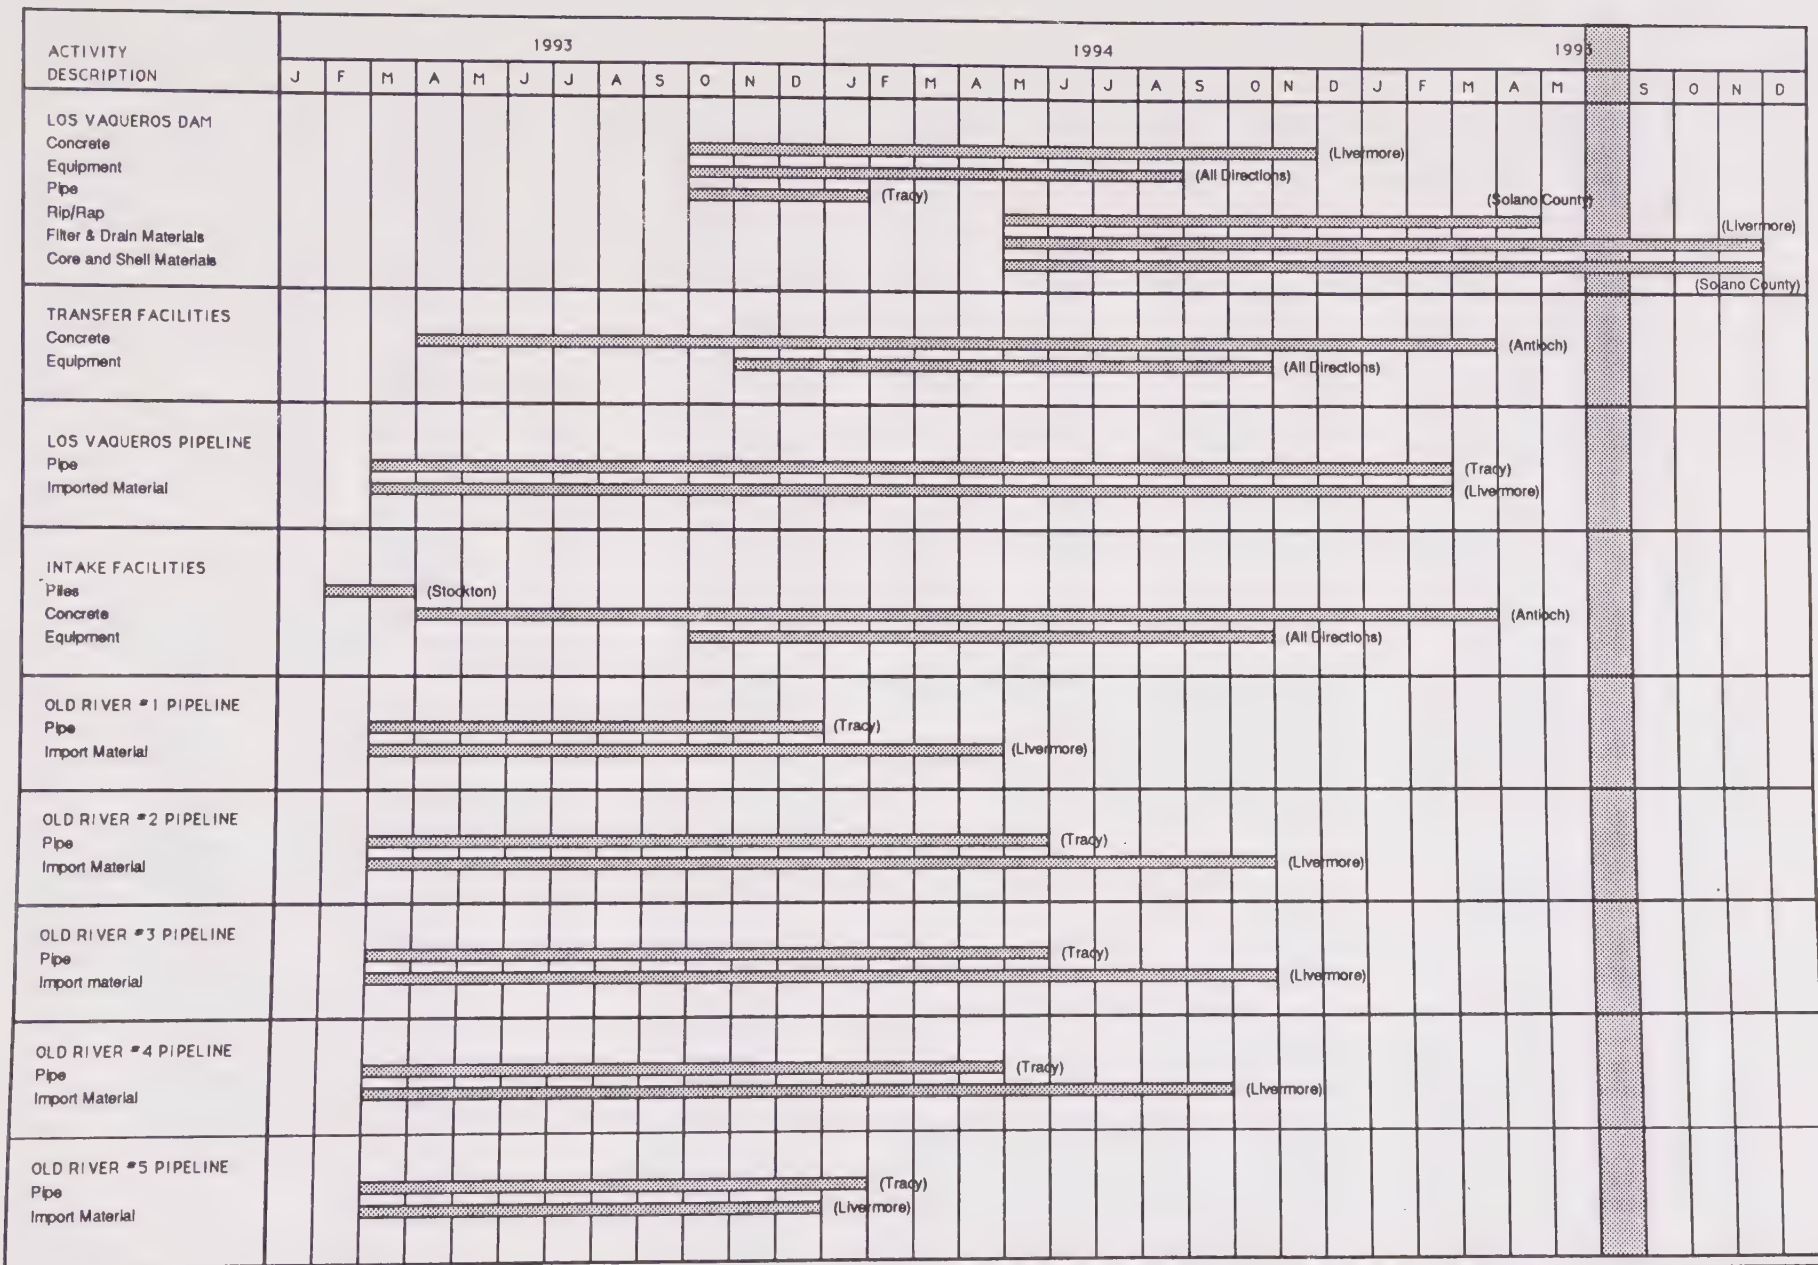 ACTIVITY
DESCRIPTION
1993
1994
199
J F M A M J J A S O N D J F M A M J J A S O N D J F M A M S O N D
LOS VAQUEROS DAM
Concrete (Livermore)
Equipment (All Directions)
Pipe (Tracy)
Rip/Rap (Solano County)
Filter & Drain Materials (Livermore)
Core and Shell Materials (Solano County)
TRANSFER FACILITIES
Concrete (Antioch)
Equipment (All Directions)
LOS VAQUEROS PIPELINE
Pipe (Tracy)
Imported Material (Livermore)
INTAKE FACILITIES
Piles (Stockton)
Concrete (Antioch)
Equipment (All Directions)
OLD RIVER #1 PIPELINE
Pipe (Tracy)
Import Material (Livermore)
OLD RIVER #2 PIPELINE
Pipe (Tracy)
Import Material (Livermore)
OLD RIVER #3 PIPELINE
Pipe (Tracy)
Import material (Livermore)
OLD RIVER #4 PIPELINE
Pipe (Tracy)
Import Material (Livermore)
OLD RIVER #5 PIPELINE
Pipe (Tracy)
Import Material (Livermore)